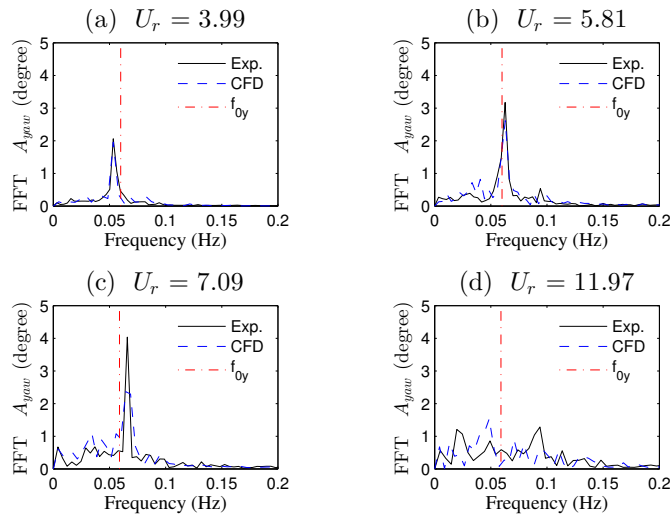 (a) U_r = 3.99
FFT A_yaw (degree)
5
4
3
2
1
0
Exp.
CFD
f_0y
0 0.05 0.1 0.15 0.2
Frequency (Hz)
(b) U_r = 5.81
FFT A_yaw (degree)
5
4
3
2
1
0
Exp.
CFD
f_0y
0 0.05 0.1 0.15 0.2
Frequency (Hz)
(c) U_r = 7.09
FFT A_yaw (degree)
5
4
3
2
1
0
Exp.
CFD
f_0y
0 0.05 0.1 0.15 0.2
Frequency (Hz)
(d) U_r = 11.97
FFT A_yaw (degree)
5
4
3
2
1
0
Exp.
CFD
f_0y
0 0.05 0.1 0.15 0.2
Frequency (Hz)